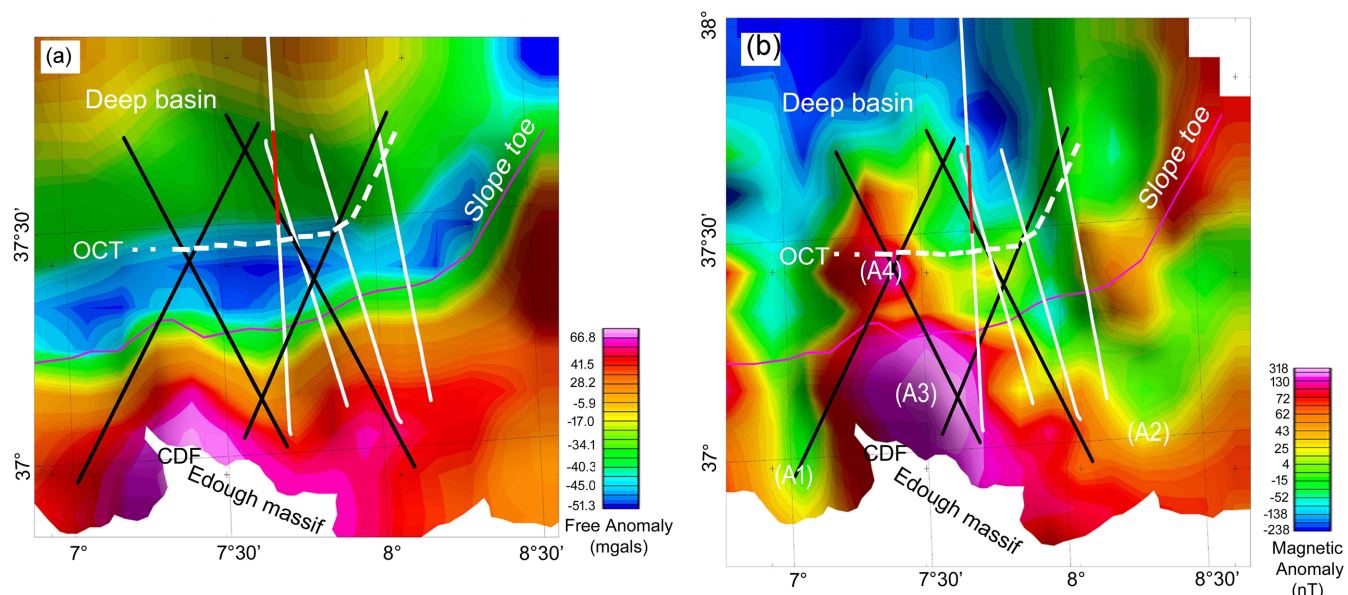 (a)
Deep basin
Slope toe
OCT
CDF
Edough massif
37°30'
37°
7°
7°30'
8°
8°30'
66.8
41.5
28.2
-5.9
-20.0
-34.1
-40.3
-45.0
-51.3
Free Anomaly
(mgals)
(b)
Deep basin
Slope toe
OCT
(A4)
(A3)
(A2)
(A1)
CDF
Edough massif
38°
37°30'
37°
7°
7°30'
8°
8°30'
318
130
72
62
43
25
4
-15
-52
-138
-238
Magnetic
Anomaly
(nT)